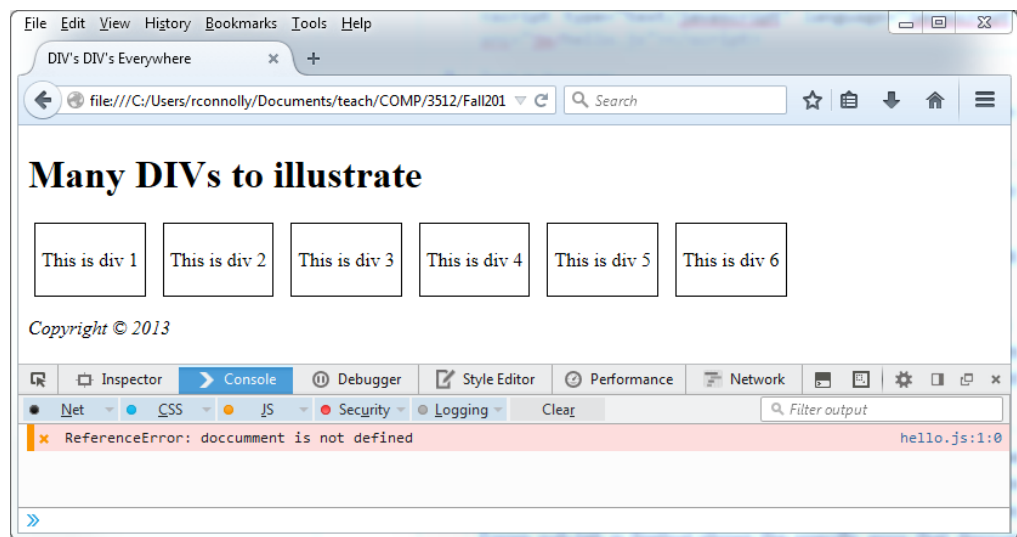 File Edit View History Bookmarks Tools Help
DIV's DIV's Everywhere
file:///C:/Users/rconnolly/Documents/teach/COMP/3512/Fall201 Search
Many DIVs to illustrate
This is div 1 This is div 2 This is div 3 This is div 4 This is div 5 This is div 6
Copyright © 2013
Inspector Console Debugger Style Editor Performance Network
Net CSS JS Security Logging Clear Filter output
ReferenceError: doccumment is not defined hello.js:1:0